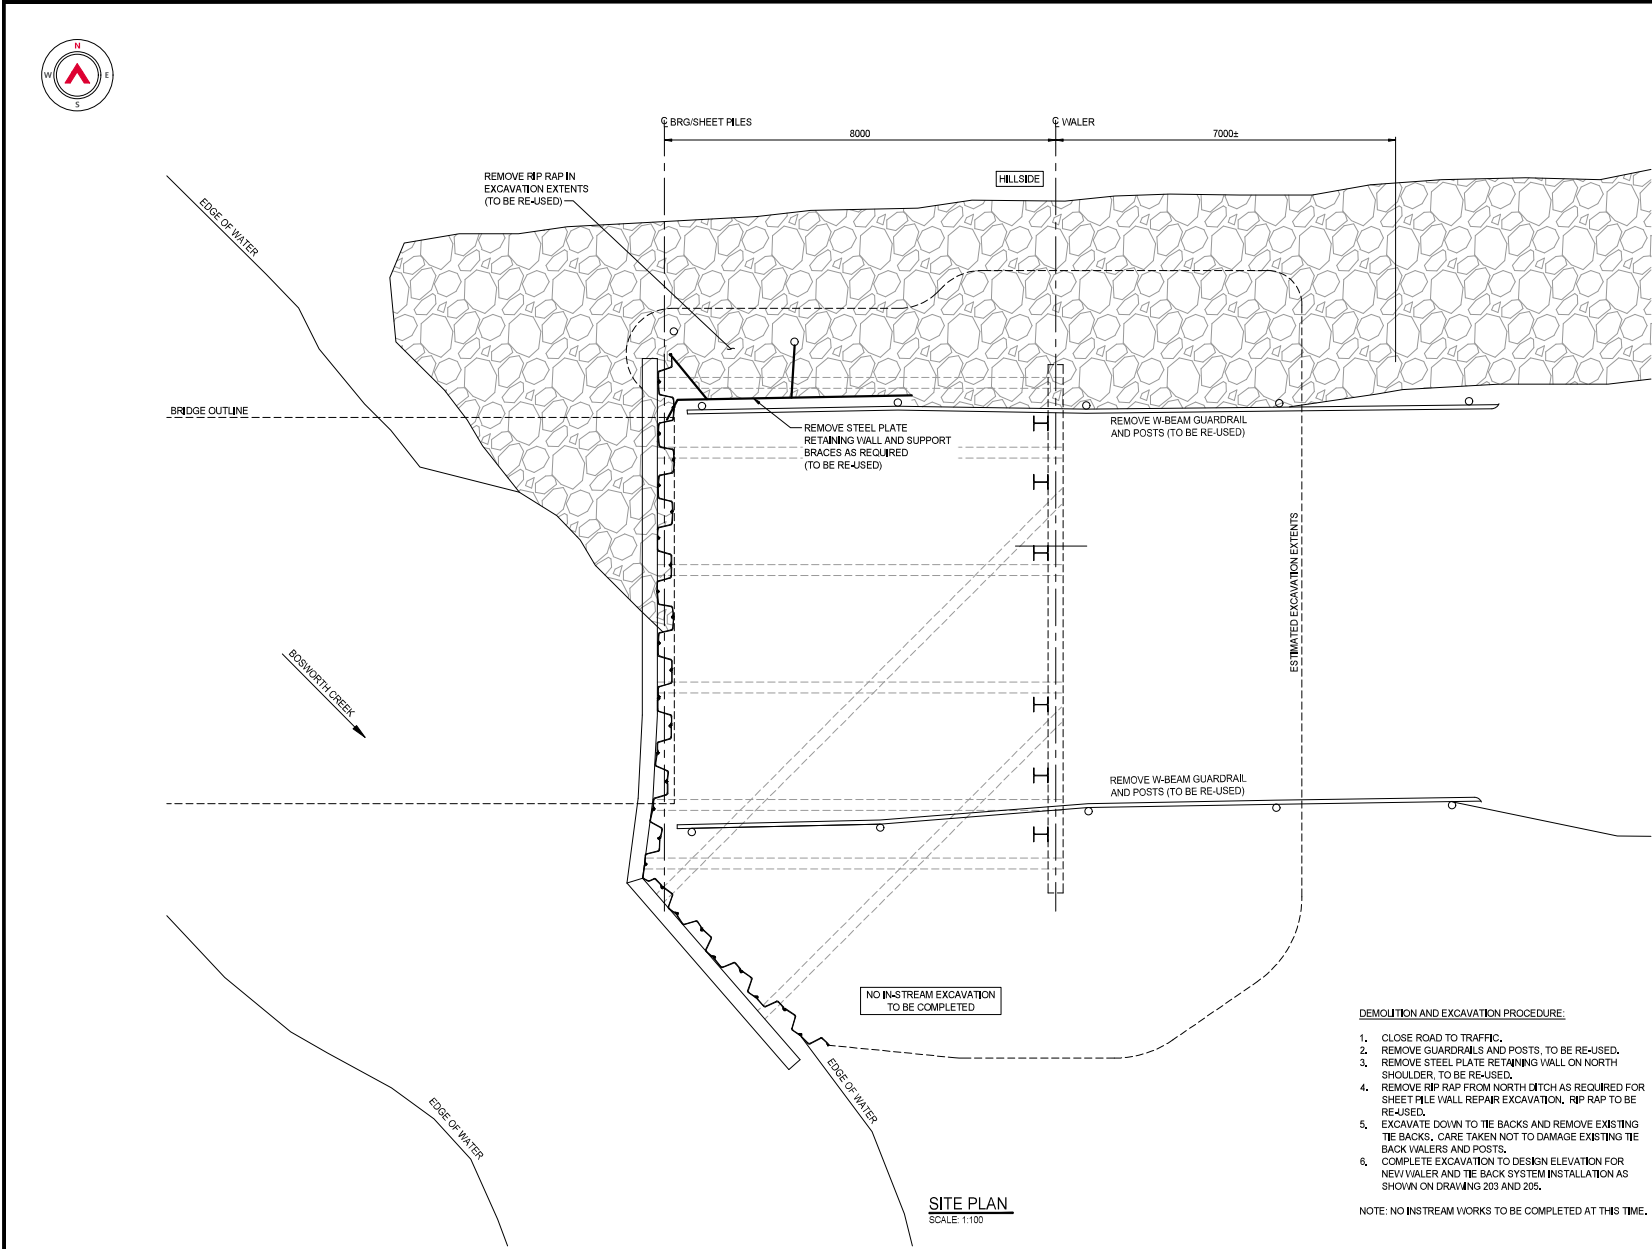 N
W E
S
℄ BRG/SHEET PILES
8000
℄ WALER
7000±
REMOVE RIP RAP IN
EXCAVATION EXTENTS
(TO BE RE-USED)
HILLSIDE
EDGE OF WATER
BRIDGE OUTLINE
REMOVE STEEL PLATE
RETAINING WALL AND SUPPORT
BRACES AS REQUIRED
(TO BE RE-USED)
REMOVE W-BEAM GUARDRAIL
AND POSTS (TO BE RE-USED)
ESTIMATED EXCAVATION EXTENTS
BOSWORTH CREEK
REMOVE W-BEAM GUARDRAIL
AND POSTS (TO BE RE-USED)
NO IN-STREAM EXCAVATION
TO BE COMPLETED
EDGE OF WATER
EDGE OF WATER
SITE PLAN
SCALE: 1:100
DEMOLITION AND EXCAVATION PROCEDURE:
1. CLOSE ROAD TO TRAFFIC.
2. REMOVE GUARDRAILS AND POSTS, TO BE RE-USED.
3. REMOVE STEEL PLATE RETAINING WALL ON NORTH
SHOULDER, TO BE RE-USED.
4. REMOVE RIP RAP FROM NORTH DITCH AS REQUIRED FOR
SHEET PILE WALL REPAIR EXCAVATION. RIP RAP TO BE
RE-USED.
5. EXCAVATE DOWN TO TIE BACKS AND REMOVE EXISTING
TIE BACKS. CARE TAKEN NOT TO DAMAGE EXISTING TIE
BACK WALERS AND POSTS.
6. COMPLETE EXCAVATION TO DESIGN ELEVATION FOR
NEW WALER AND TIE BACK SYSTEM INSTALLATION AS
SHOWN ON DRAWING 203 AND 205.
NOTE: NO INSTREAM WORKS TO BE COMPLETED AT THIS TIME.